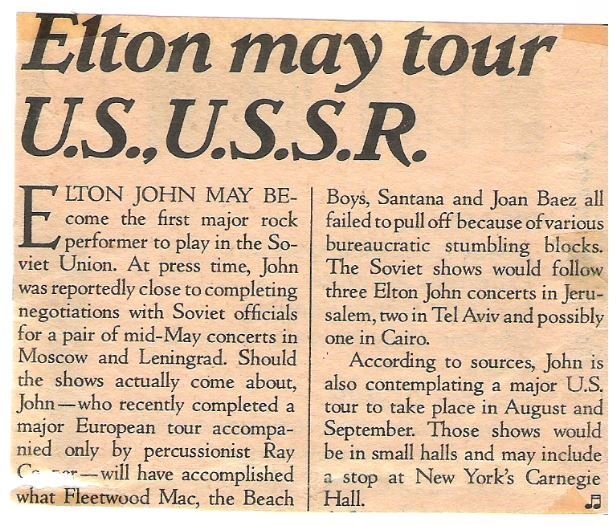 Elton may tour
U.S., U.S.S.R.
ELTON JOHN MAY BE-
come the first major rock
performer to play in the So-
viet Union. At press time, John
was reportedly close to completing
negotiations with Soviet officials
for a pair of mid-May concerts in
Moscow and Leningrad. Should
the shows actually come about,
John—who recently completed a
major European tour accompa-
nied only by percussionist Ray
—will have accomplished
what Fleetwood Mac, the Beach
Boys, Santana and Joan Baez all
failed to pull off because of various
bureaucratic stumbling blocks.
The Soviet shows would follow
three Elton John concerts in Jeru-
salem, two in Tel Aviv and possibly
one in Cairo.
According to sources, John is
also contemplating a major U.S.
tour to take place in August and
September. Those shows would
be in small halls and may include
a stop at New York's Carnegie
Hall.